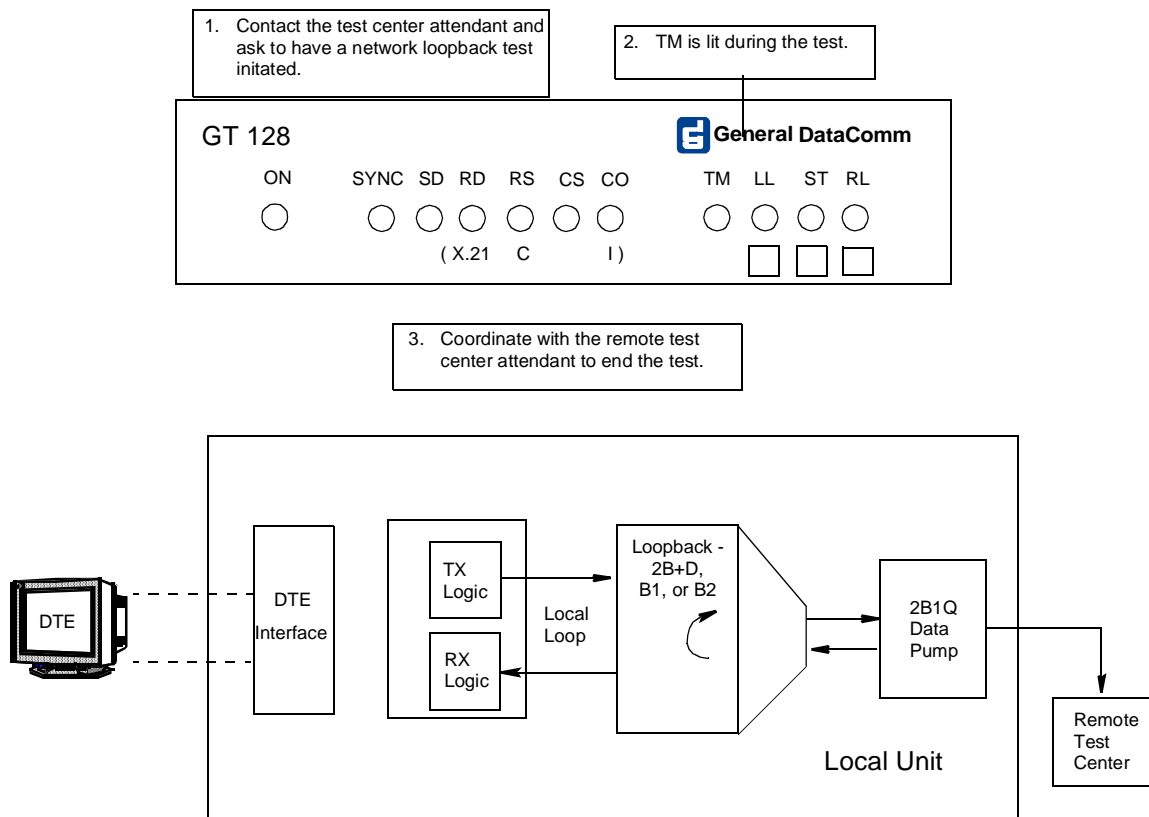 1. Contact the test center attendant and
ask to have a network loopback test
initated.
2. TM is lit during the test.
GT 128
General DataComm
ON SYNC SD RD RS CS CO TM LL ST RL
( X.21 C I )
3. Coordinate with the remote test
center attendant to end the test.
DTE
DTE
Interface
TX
Logic
RX
Logic
Local
Loop
Loopback -
2B+D,
B1, or B2
2B1Q
Data
Pump
Local Unit
Remote
Test
Center